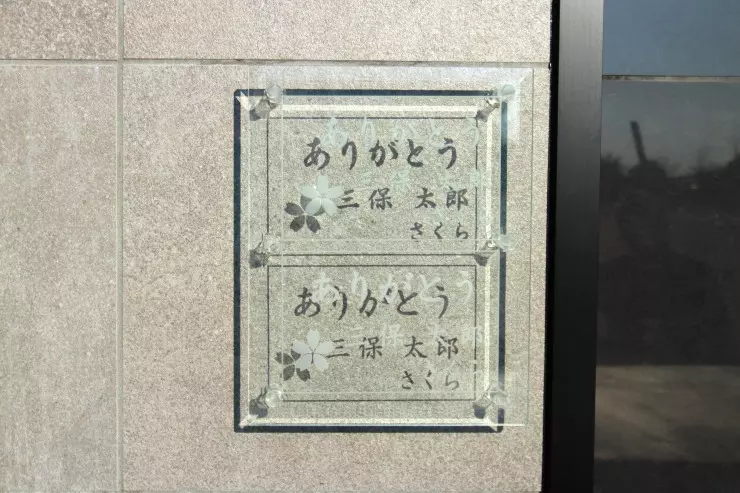 ありがとう
三保 太郎
さくら
ありがとう
三保 太郎
さくら